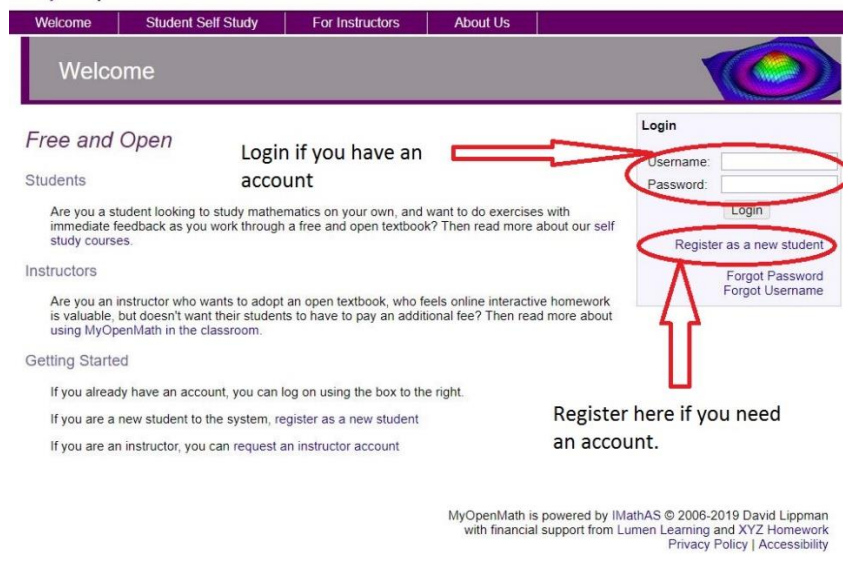 Welcome Student Self Study For Instructors About Us
Welcome
Free and Open
Login if you have an
account
Login
Username:
Password:
Login
Register as a new student
Forgot Password
Forgot Username
Students
Are you a student looking to study mathematics on your own, and want to do exercises with
immediate feedback as you work through a free and open textbook? Then read more about our self
study courses.
Instructors
Are you an instructor who wants to adopt an open textbook, who feels online interactive homework
is valuable, but doesn't want their students to have to pay an additional fee? Then read more about
using MyOpenMath in the classroom.
Getting Started
If you already have an account, you can log on using the box to the right.
If you are a new student to the system, register as a new student
If you are an instructor, you can request an instructor account
Register here if you need
an account.
MyOpenMath is powered by IMathAS © 2006-2019 David Lippman
with financial support from Lumen Learning and XYZ Homework
Privacy Policy | Accessibility